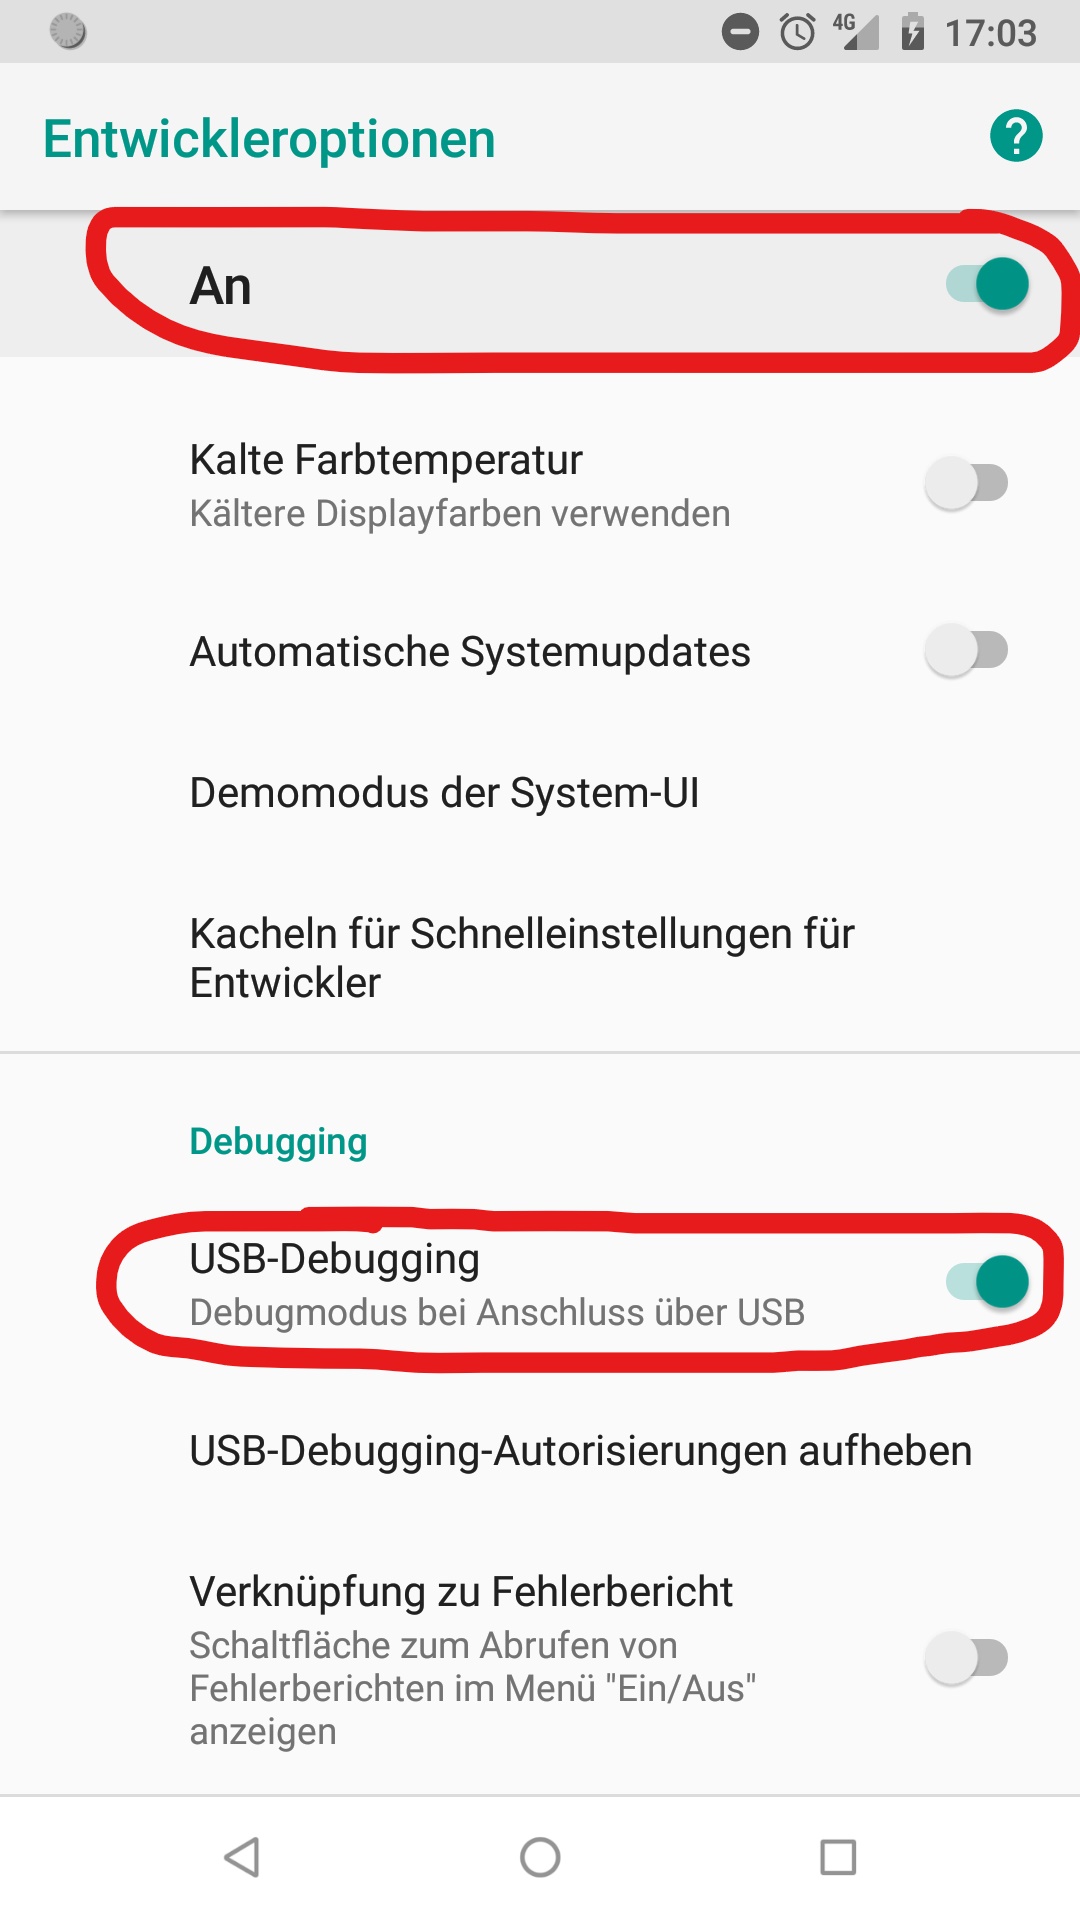 4G 17:03
Entwickleroptionen ?
An
Kalte Farbtemperatur
Kältere Displayfarben verwenden
Automatische Systemupdates
Demomodus der System-UI
Kacheln für Schnelleinstellungen für
Entwickler
Debugging
USB-Debugging
Debugmodus bei Anschluss über USB
USB-Debugging-Autorisierungen aufheben
Verknüpfung zu Fehlerbericht
Schaltfläche zum Abrufen von
Fehlerberichten im Menü "Ein/Aus"
anzeigen